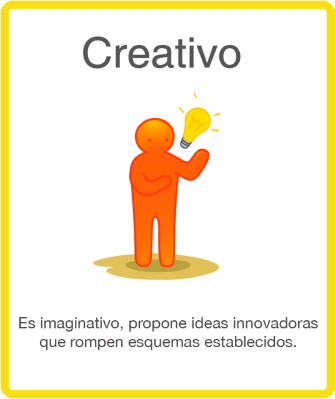 Creativo
Es imaginativo, propone ideas innovadoras
que rompen esquemas establecidos.